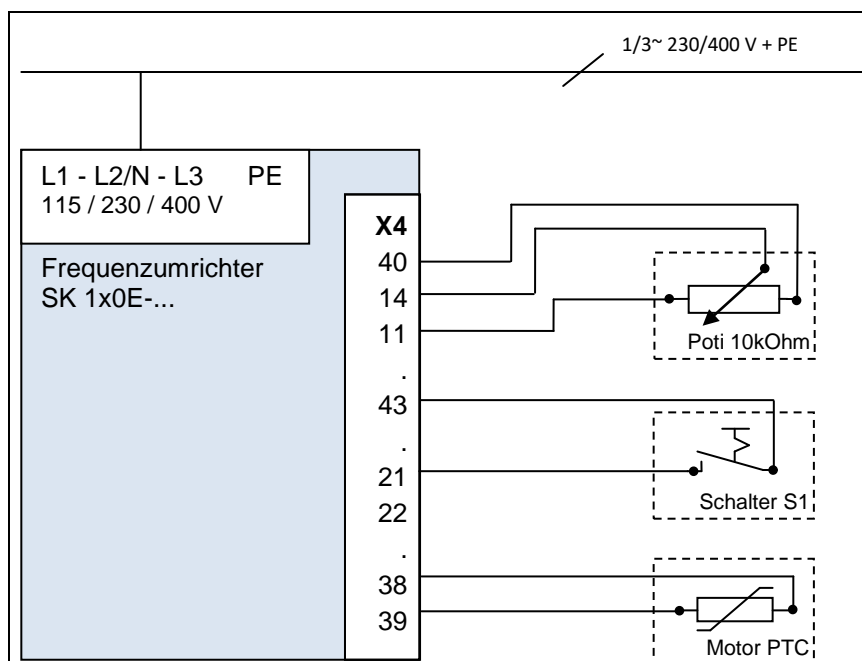 1/3~ 230/400 V + PE
L1 - L2/N - L3 PE
115 / 230 / 400 V
Frequenzumrichter
SK 1x0E-...
X4
40
14
11
.
43
.
21
22
.
38
39
Poti 10kOhm
Schalter S1
Motor PTC